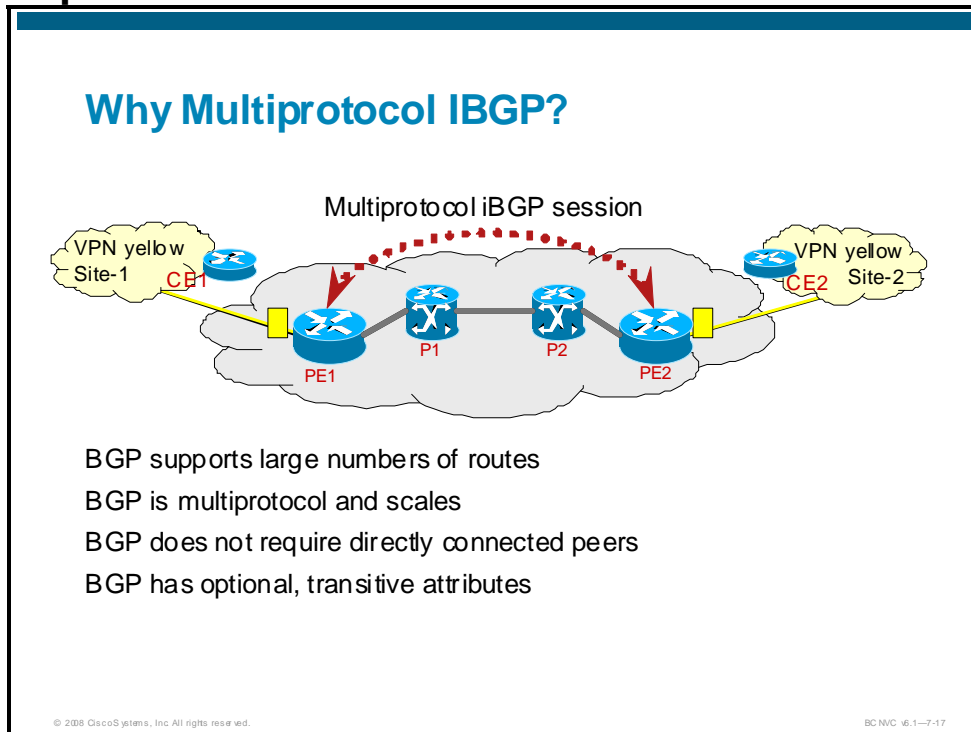 Why Multiprotocol IBGP?
Multiprotocol iBGP session
VPN yellow
Site-1
CE1
VPN yellow
Site-2
CE2
P1
P2
PE1
PE2
BGP supports large numbers of routes
BGP is multiprotocol and scales
BGP does not require directly connected peers
BGP has optional, transitive attributes
© 2008 Cisco Systems, Inc. All rights reserved.
BCNVC v6.1—7-17